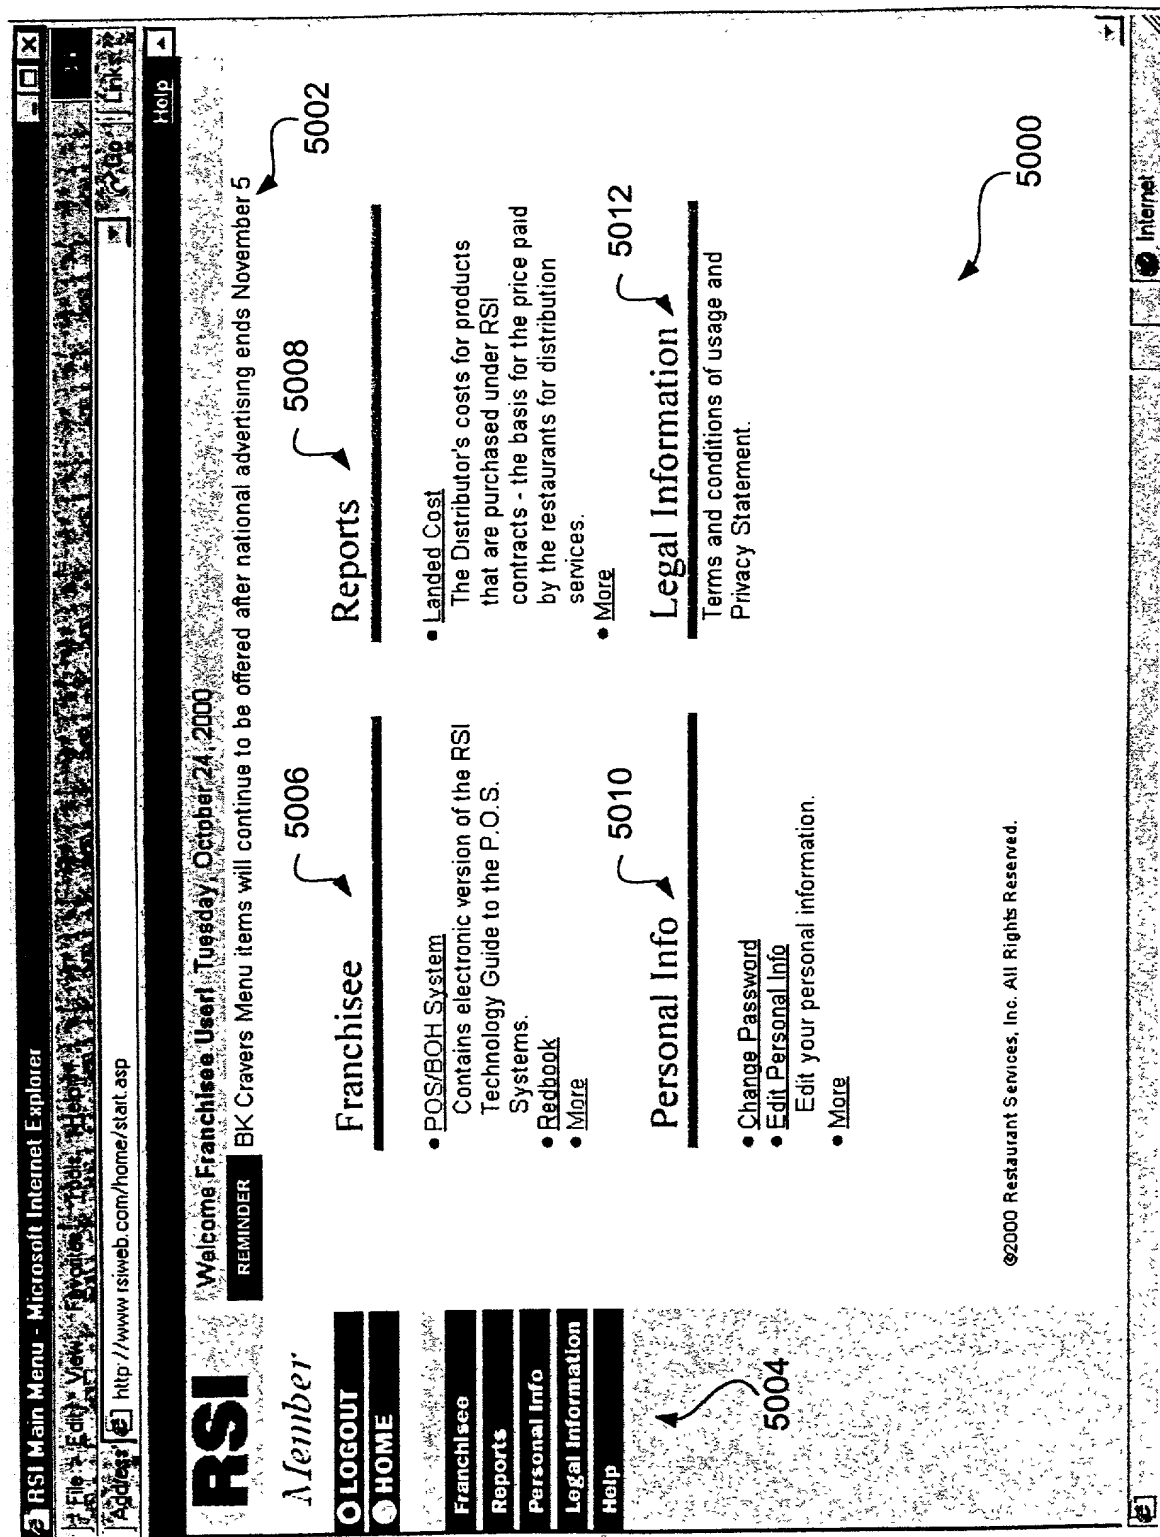 RSI Main Menu - Microsoft Internet Explorer
File Edit View Favorites Tools Help
Address http://www.rsiweb.com/home/start.asp Go Links
Help
RSI
Welcome Franchisee User! Tuesday, October 24, 2000
REMINDER BK Cravers Menu items will continue to be offered after national advertising ends November 5
5002
Member
LOGOUT
HOME
Franchisee
Reports
Personal Info
Legal Information
Help
5004
Franchisee
5006
• POS/BOH System
Contains electronic version of the RSI
Technology Guide to the P.O.S.
Systems.
• Redbook
• More
Reports
5008
• Landed Cost
The Distributor's costs for products
that are purchased under RSI
contracts - the basis for the price paid
by the restaurants for distribution
services.
• More
Personal Info
5010
• Change Password
• Edit Personal Info
Edit your personal information.
• More
Legal Information
5012
Terms and conditions of usage and
Privacy Statement.
5000
©2000 Restaurant Services, Inc. All Rights Reserved.
Internet